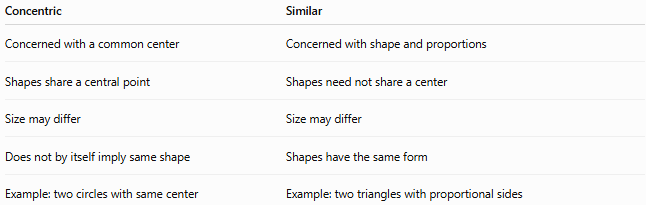 Concentric Similar
Concerned with a common center Concerned with shape and proportions
Shapes share a central point Shapes need not share a center
Size may differ Size may differ
Does not by itself imply same shape Shapes have the same form
Example: two circles with same center Example: two triangles with proportional sides